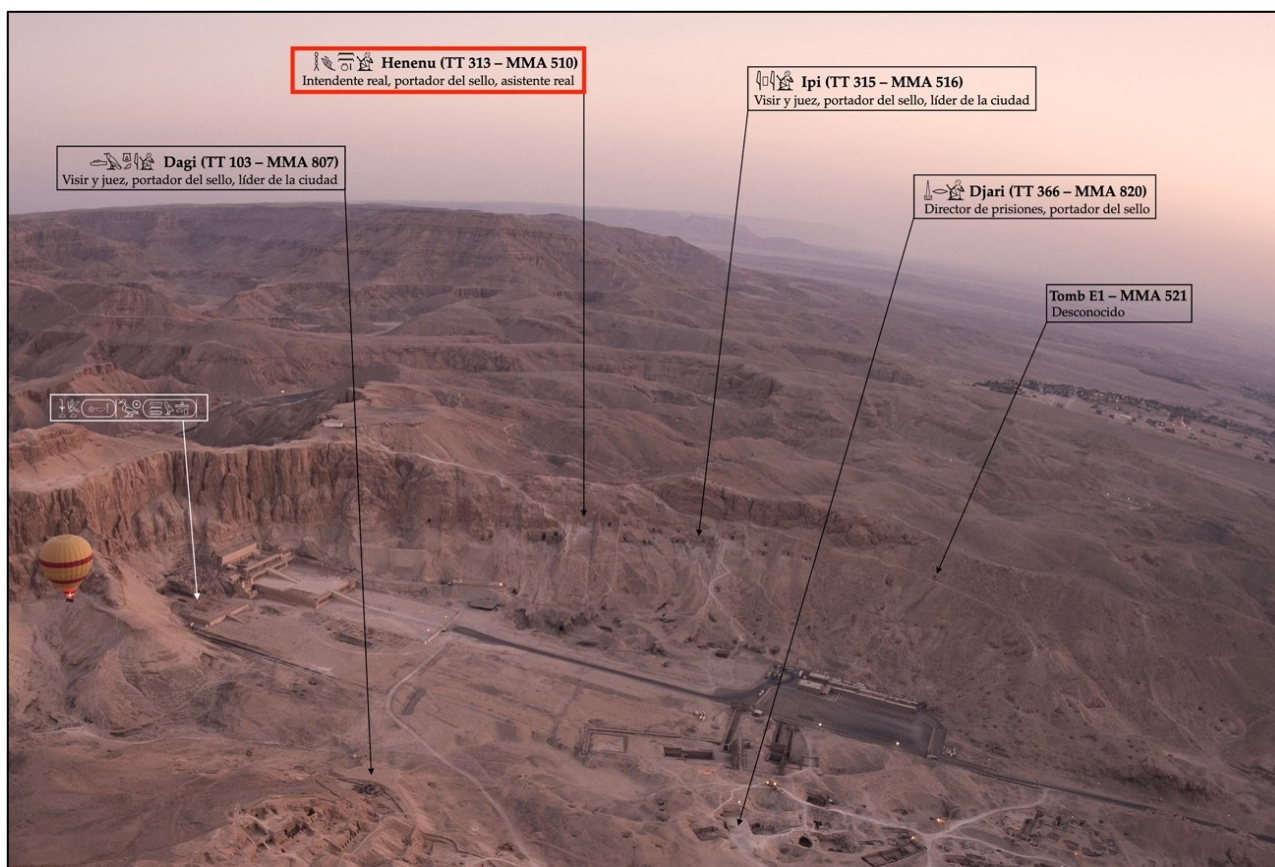 Henenu (TT 313 – MMA 510)
Intendente real, portador del sello, asistente real
Ipi (TT 315 – MMA 516)
Visir y juez, portador del sello, líder de la ciudad
Dagi (TT 103 – MMA 807)
Visir y juez, portador del sello, líder de la ciudad
Djari (TT 366 – MMA 820)
Director de prisiones, portador del sello
Tomb E1 – MMA 521
Desconocido